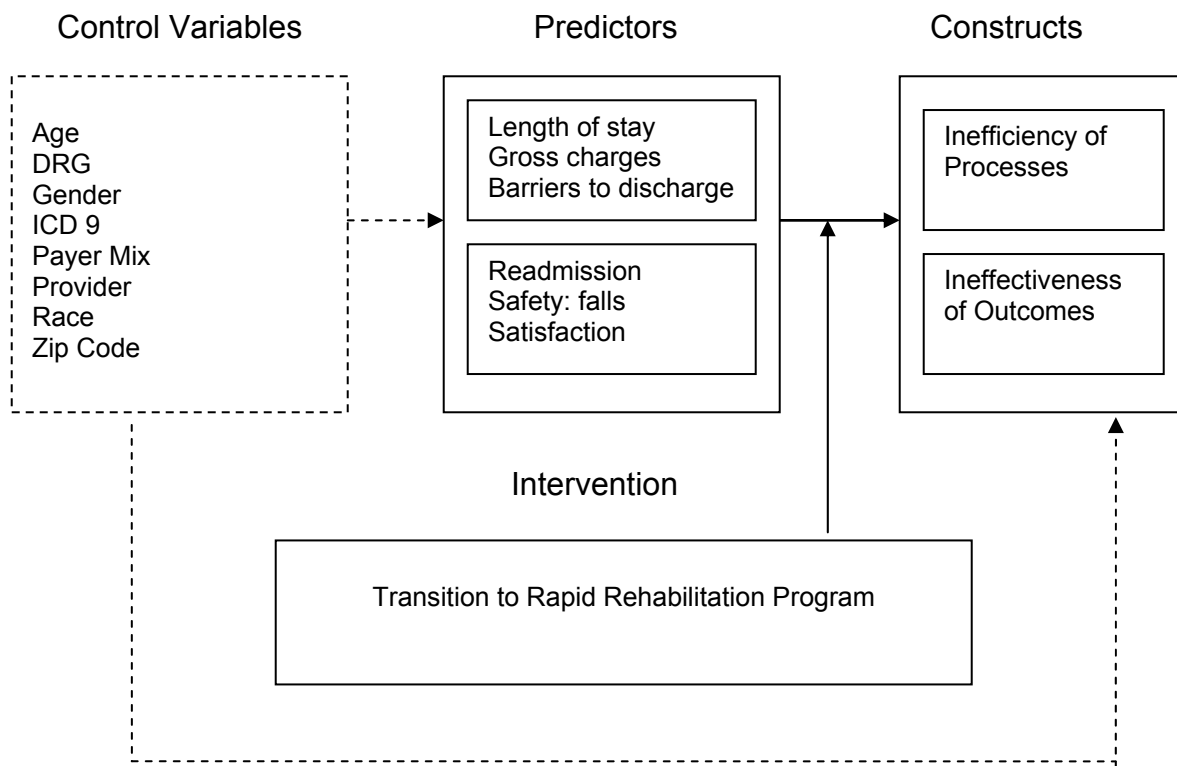 Control Variables
Predictors
Constructs
Age
DRG
Gender
ICD 9
Payer Mix
Provider
Race
Zip Code
Length of stay
Gross charges
Barriers to discharge
Readmission
Safety: falls
Satisfaction
Inefficiency of
Processes
Ineffectiveness
of Outcomes
Intervention
Transition to Rapid Rehabilitation Program